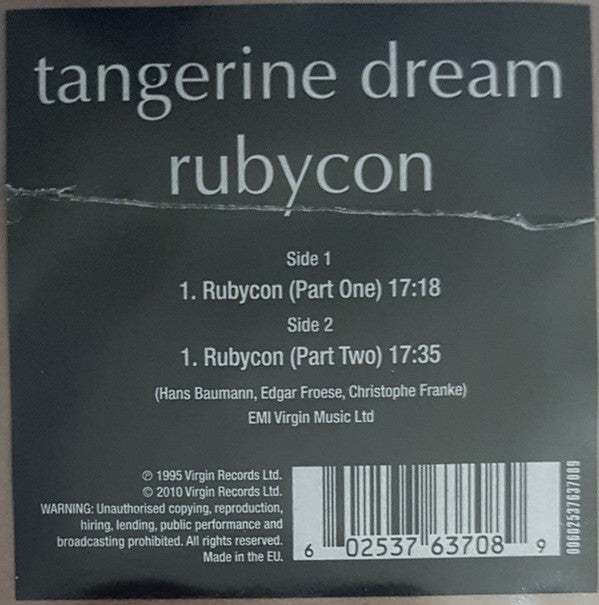 tangerine dream
rubycon
Side 1
1. Rubycon (Part One) 17:18
Side 2
1. Rubycon (Part Two) 17:35
(Hans Baumann, Edgar Froese, Christophe Franke)
EMI Virgin Music Ltd
℗ 1995 Virgin Records Ltd.
© 2010 Virgin Records Ltd.
WARNING: Unauthorised copying, reproduction,
hiring, lending, public performance and
broadcasting prohibited. All rights reserved.
Made in the EU.
6 02537 63708 9
00602537637089